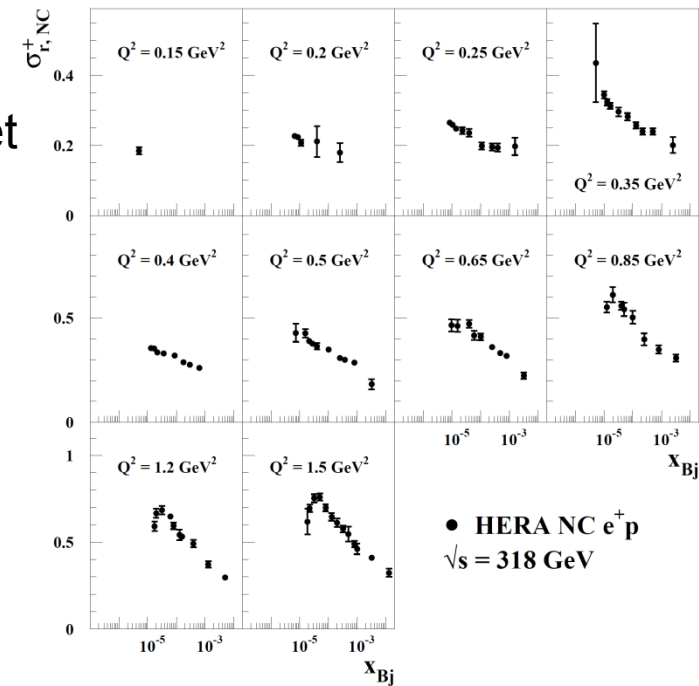 σ⁺r, NC
Q² = 0.15 GeV²
Q² = 0.2 GeV²
Q² = 0.25 GeV²
Q² = 0.35 GeV²
et
0.4
0.2
0
Q² = 0.4 GeV²
Q² = 0.5 GeV²
Q² = 0.65 GeV²
Q² = 0.85 GeV²
0.5
0
10⁻⁵ 10⁻³ 10⁻⁵ 10⁻³
xBj
1
Q² = 1.2 GeV²
Q² = 1.5 GeV²
0.5
0
10⁻⁵ 10⁻³ 10⁻⁵ 10⁻³
xBj
● HERA NC e⁺p
√s = 318 GeV